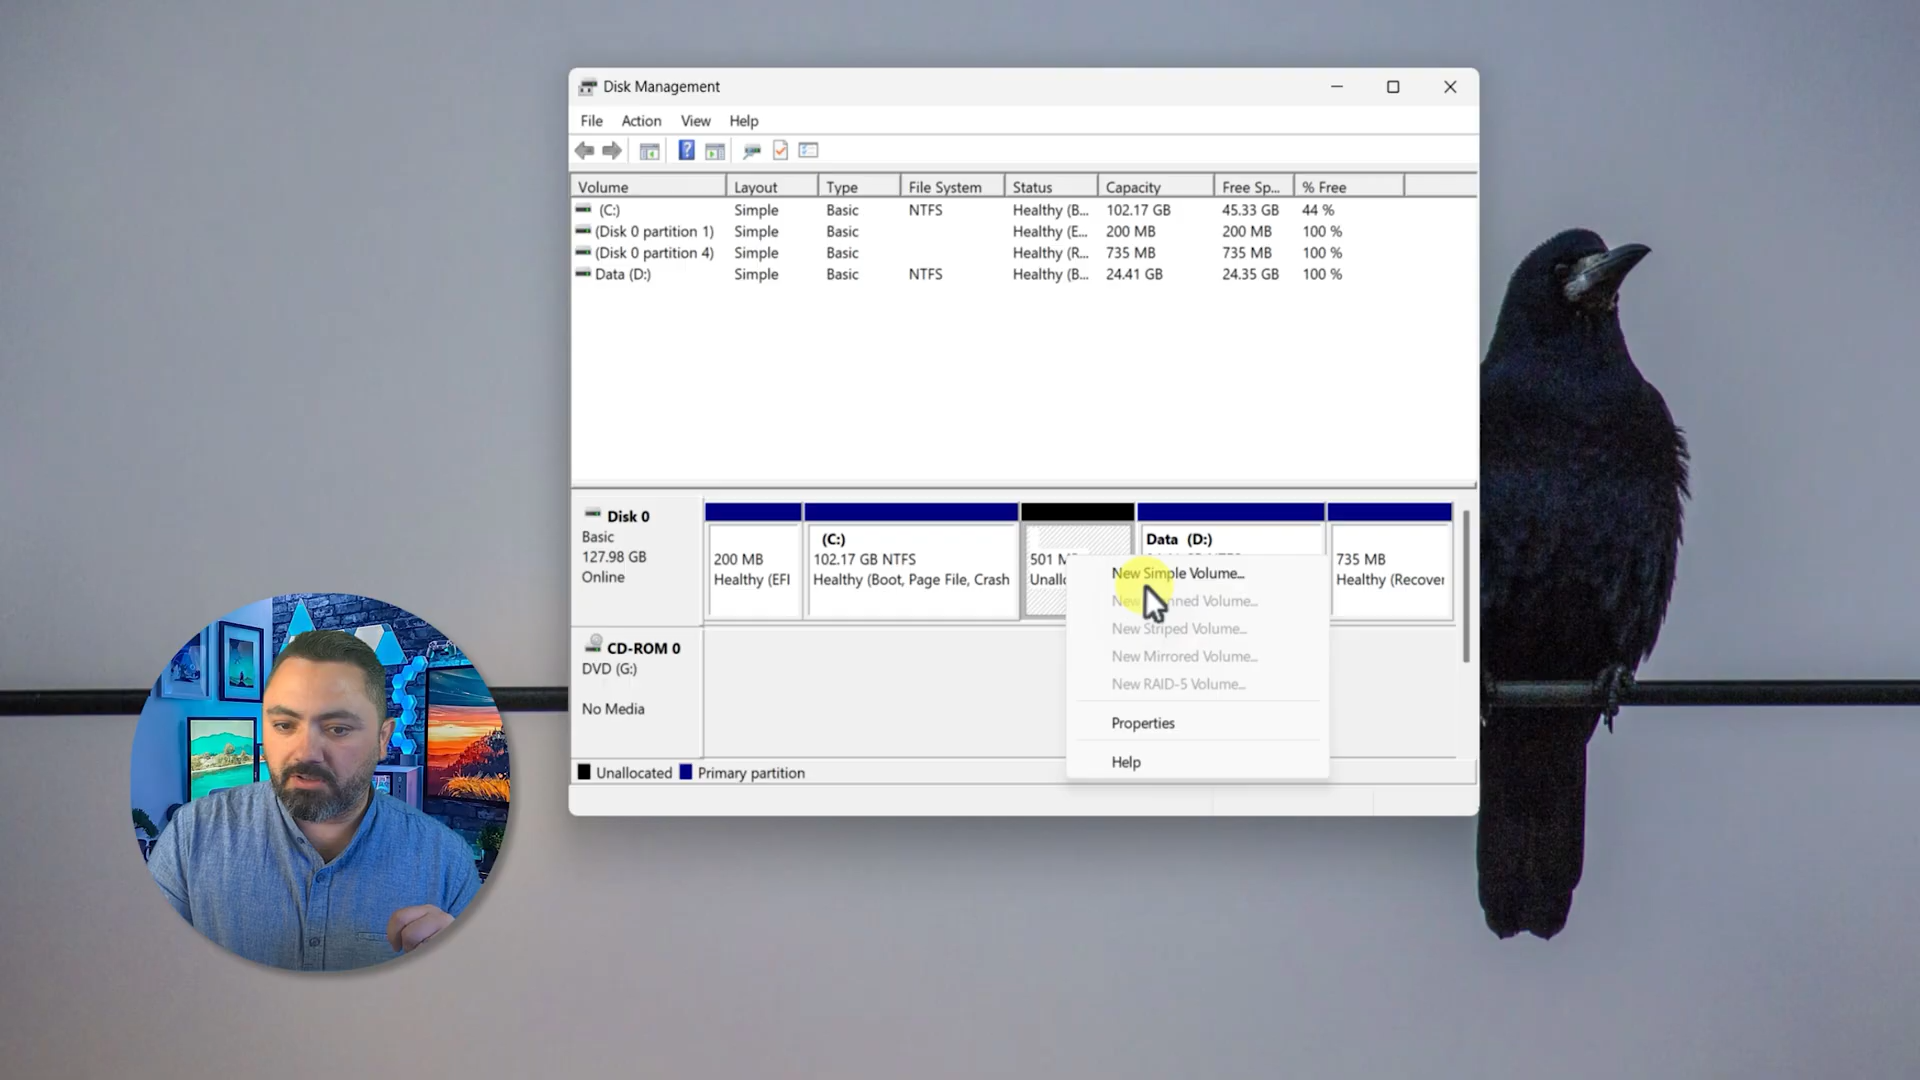 Disk Management
File Action View Help
Volume Layout Type File System Status Capacity Free Sp... % Free
(C:) Simple Basic NTFS Healthy (B... 102.17 GB 45.33 GB 44 %
(Disk 0 partition 1) Simple Basic Healthy (E... 200 MB 200 MB 100 %
(Disk 0 partition 4) Simple Basic Healthy (R... 735 MB 735 MB 100 %
Data (D:) Simple Basic NTFS Healthy (B... 24.41 GB 24.35 GB 100 %
Disk 0
Basic
127.98 GB
Online
200 MB
Healthy (EFI
(C:)
102.17 GB NTFS
Healthy (Boot, Page File, Crash
501 M
Unallo
Data (D:)
735 MB
Healthy (Recover
New Simple Volume...
New Volume...
New Striped Volume...
New Mirrored Volume...
New RAID-5 Volume...
Properties
Help
CD-ROM 0
DVD (G:)
No Media
Unallocated Primary partition